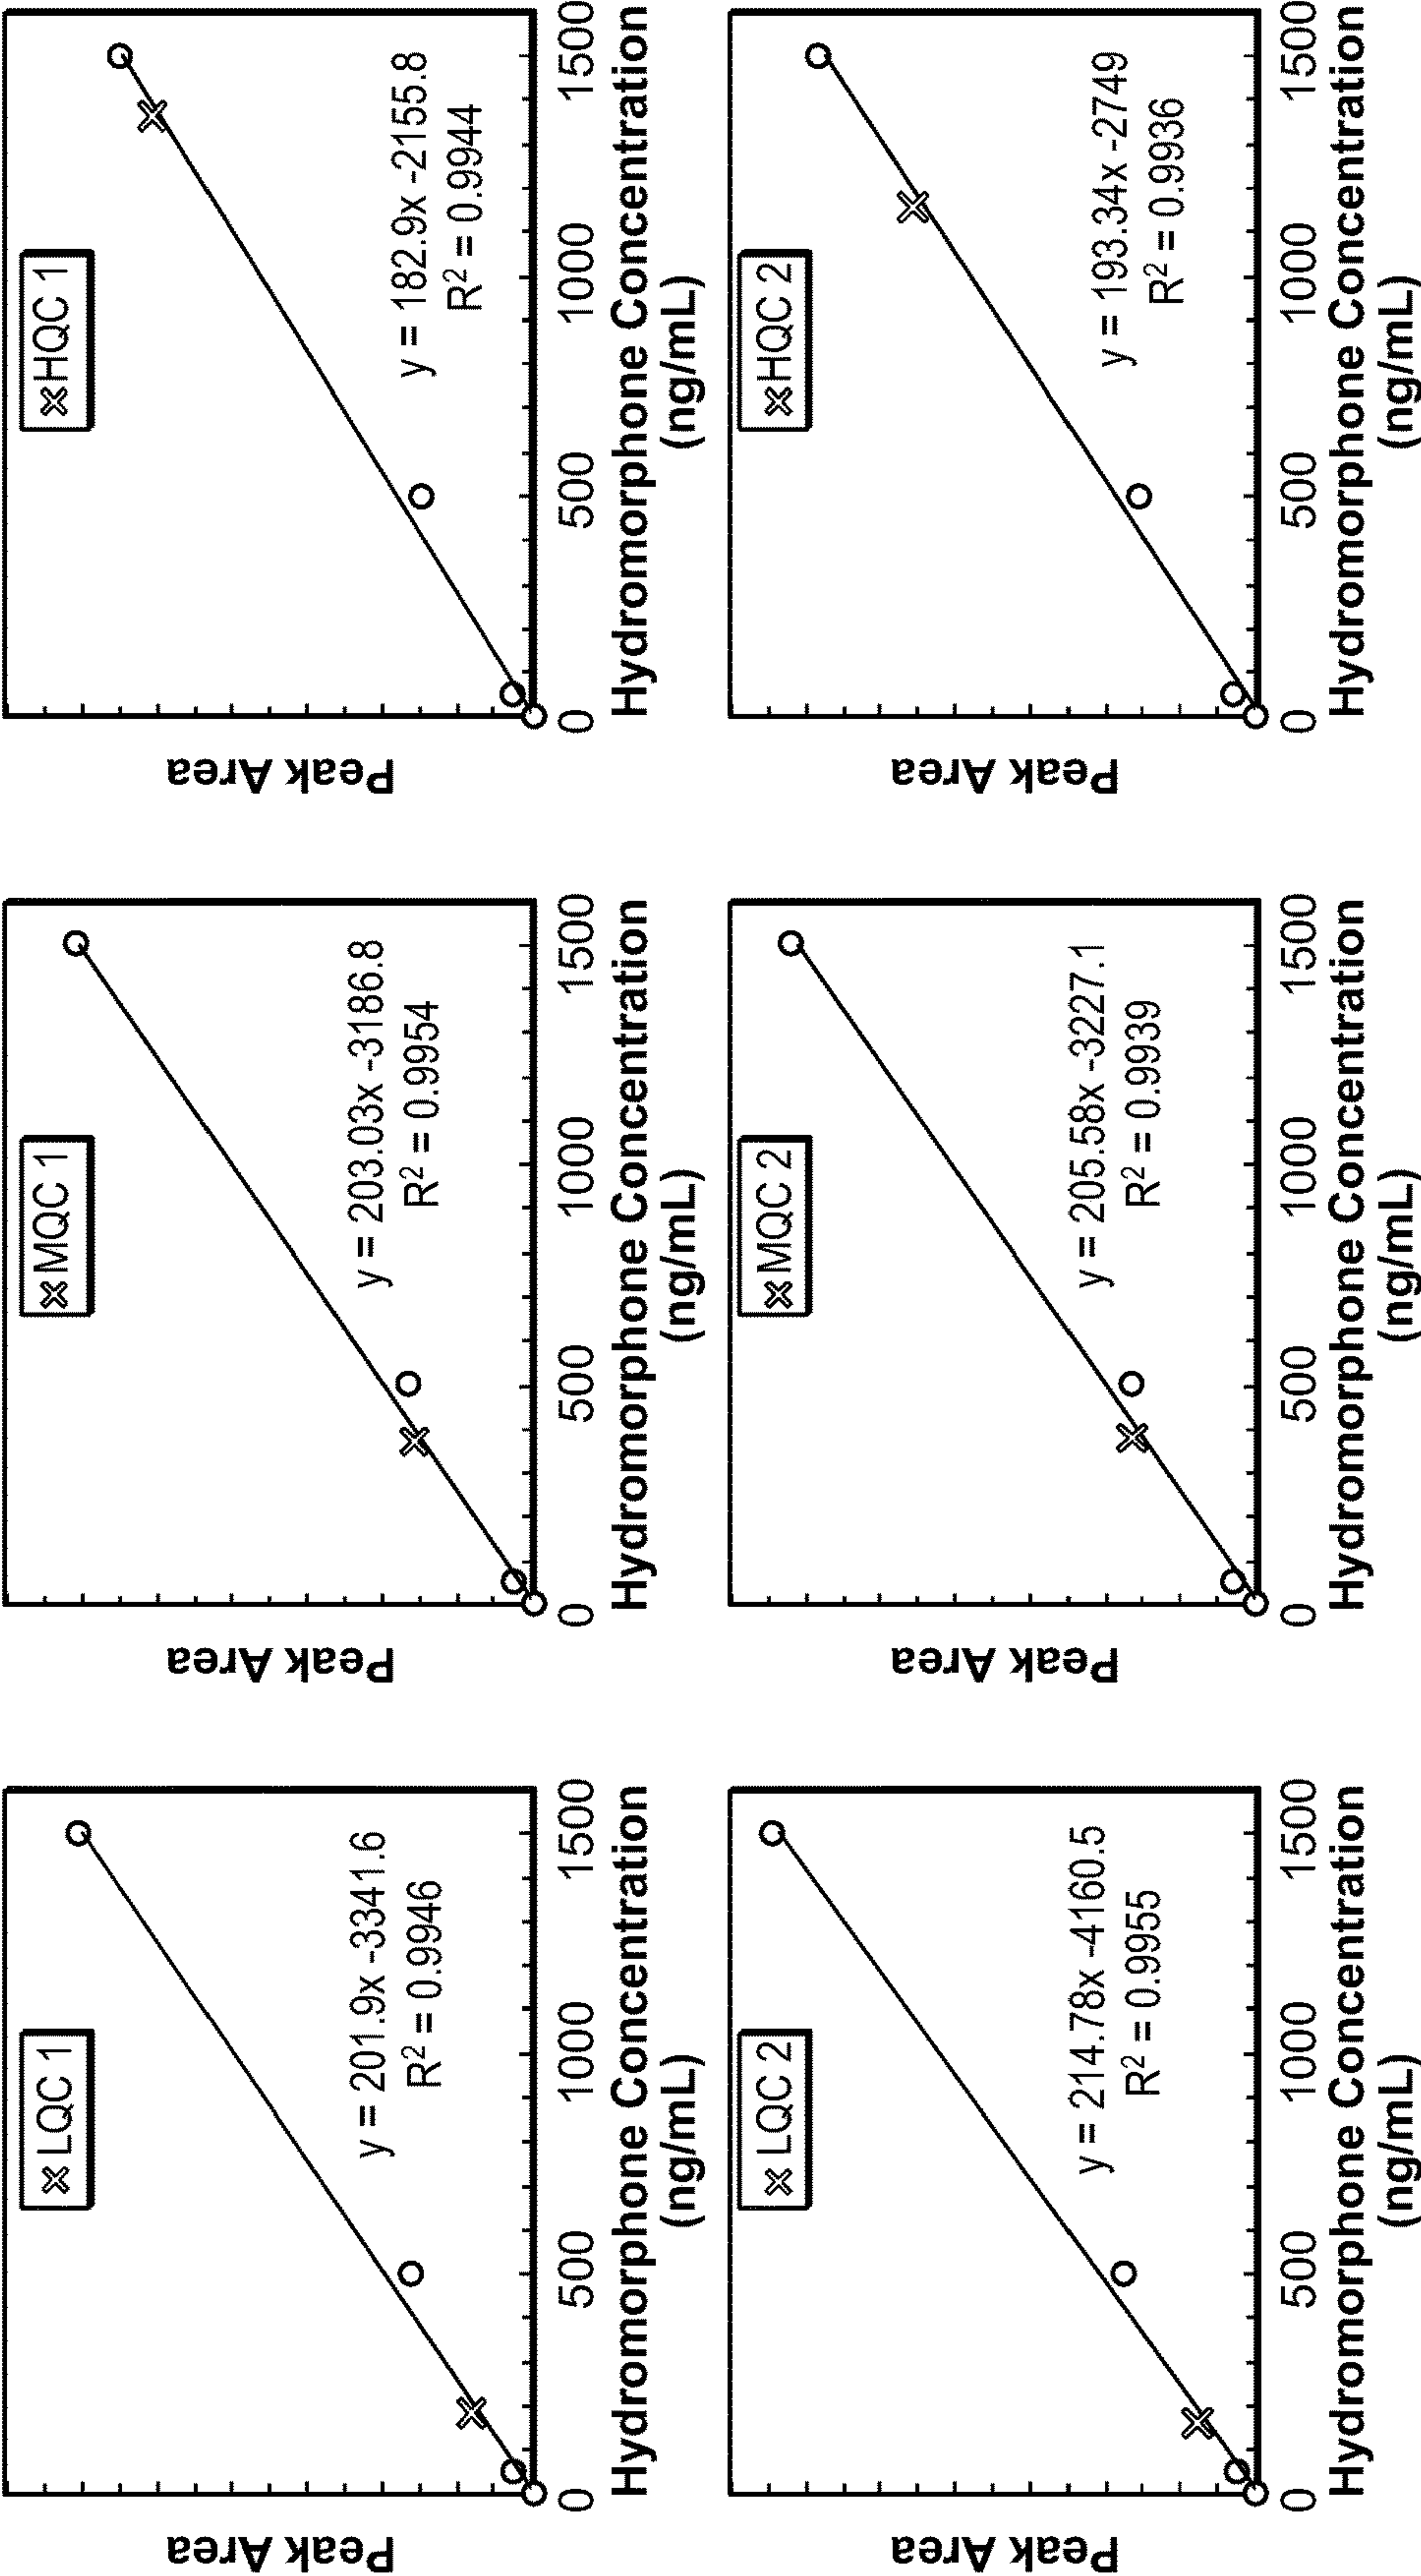 LQC 1
y = 201.9x -3341.6
R² = 0.9946
Peak Area
0 500 1000 1500
Hydromorphone Concentration
(ng/mL)
MQC 1
y = 203.03x -3186.8
R² = 0.9954
Peak Area
0 500 1000 1500
Hydromorphone Concentration
(ng/mL)
HQC 1
y = 182.9x -2155.8
R² = 0.9944
Peak Area
0 500 1000 1500
Hydromorphone Concentration
(ng/mL)
LQC 2
y = 214.78x -4160.5
R² = 0.9955
Peak Area
0 500 1000 1500
Hydromorphone Concentration
(ng/mL)
MQC 2
y = 205.58x -3227.1
R² = 0.9939
Peak Area
0 500 1000 1500
Hydromorphone Concentration
(ng/mL)
HQC 2
y = 193.34x -2749
R² = 0.9936
Peak Area
0 500 1000 1500
Hydromorphone Concentration
(ng/mL)